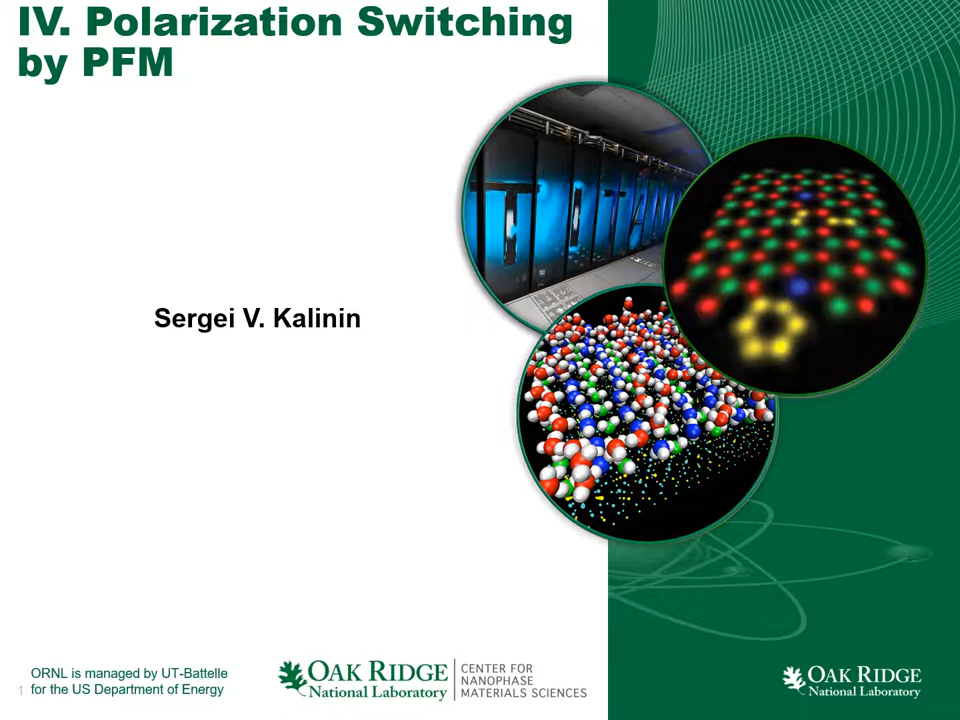 IV. Polarization Switching
by PFM
Sergei V. Kalinin
ORNL is managed by UT-Battelle
for the US Department of Energy
1
OAK RIDGE
National Laboratory
CENTER FOR
NANOPHASE
MATERIALS SCIENCES
OAK RIDGE
National Laboratory